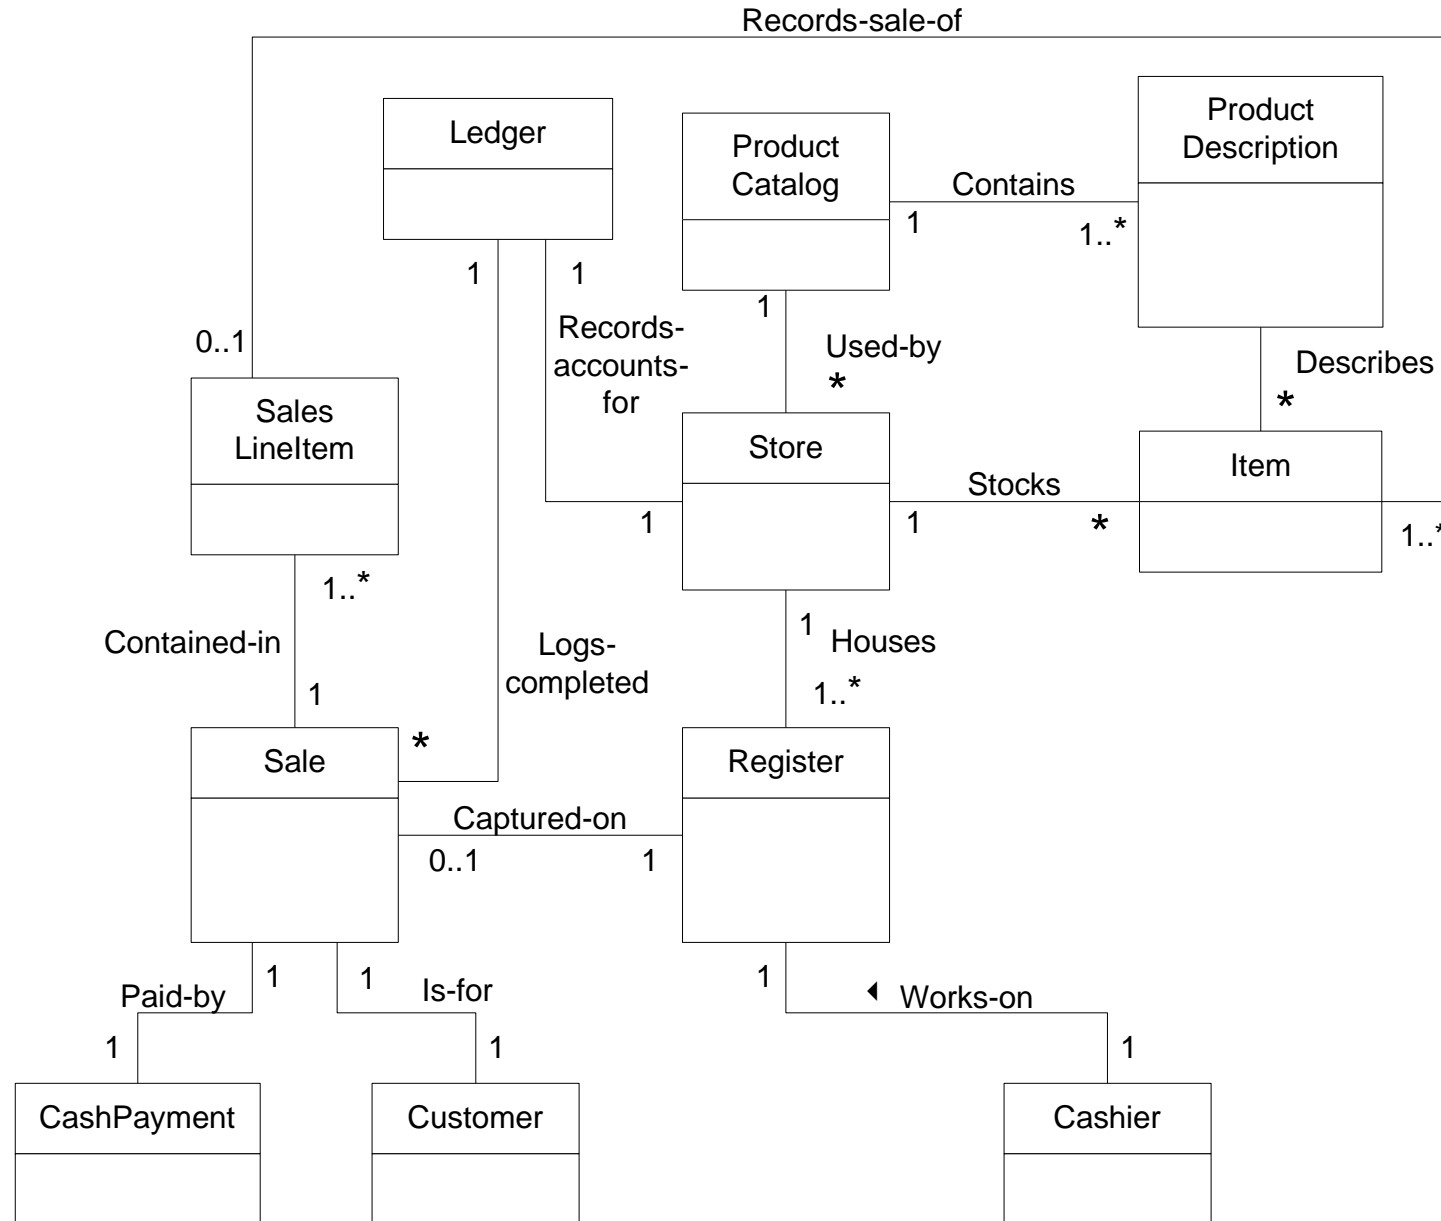 Records-sale-of
Ledger
Product
Catalog
Product
Description
Contains
1
1..*
1
1
1
Records-
accounts-
for
Used-by
*
0..1
Describes
*
Sales
LineItem
Store
Item
Stocks
1
1
*
1..*
1..*
Contained-in
1
Logs-
completed
1
Houses
1..*
*
Sale
Register
Captured-on
0..1
1
Paid-by
1
1
Is-for
1
Works-on
1
1
1
CashPayment
Customer
Cashier